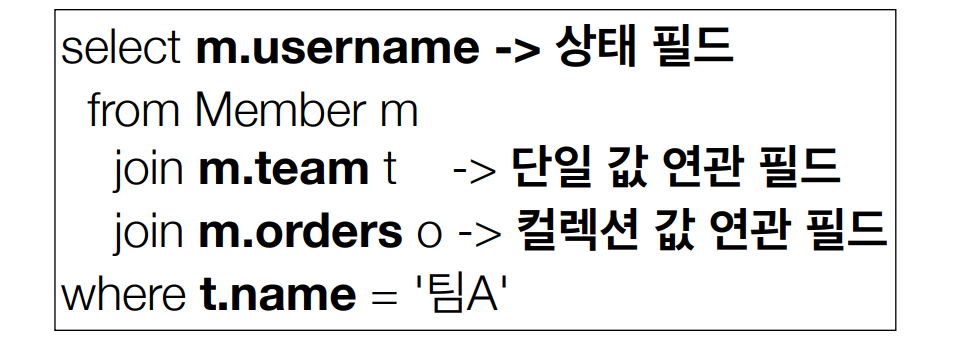 select m.username -> 상태 필드
from Member m
join m.team t -> 단일 값 연관 필드
join m.orders o -> 컬렉션 값 연관 필드
where t.name = '팀A'